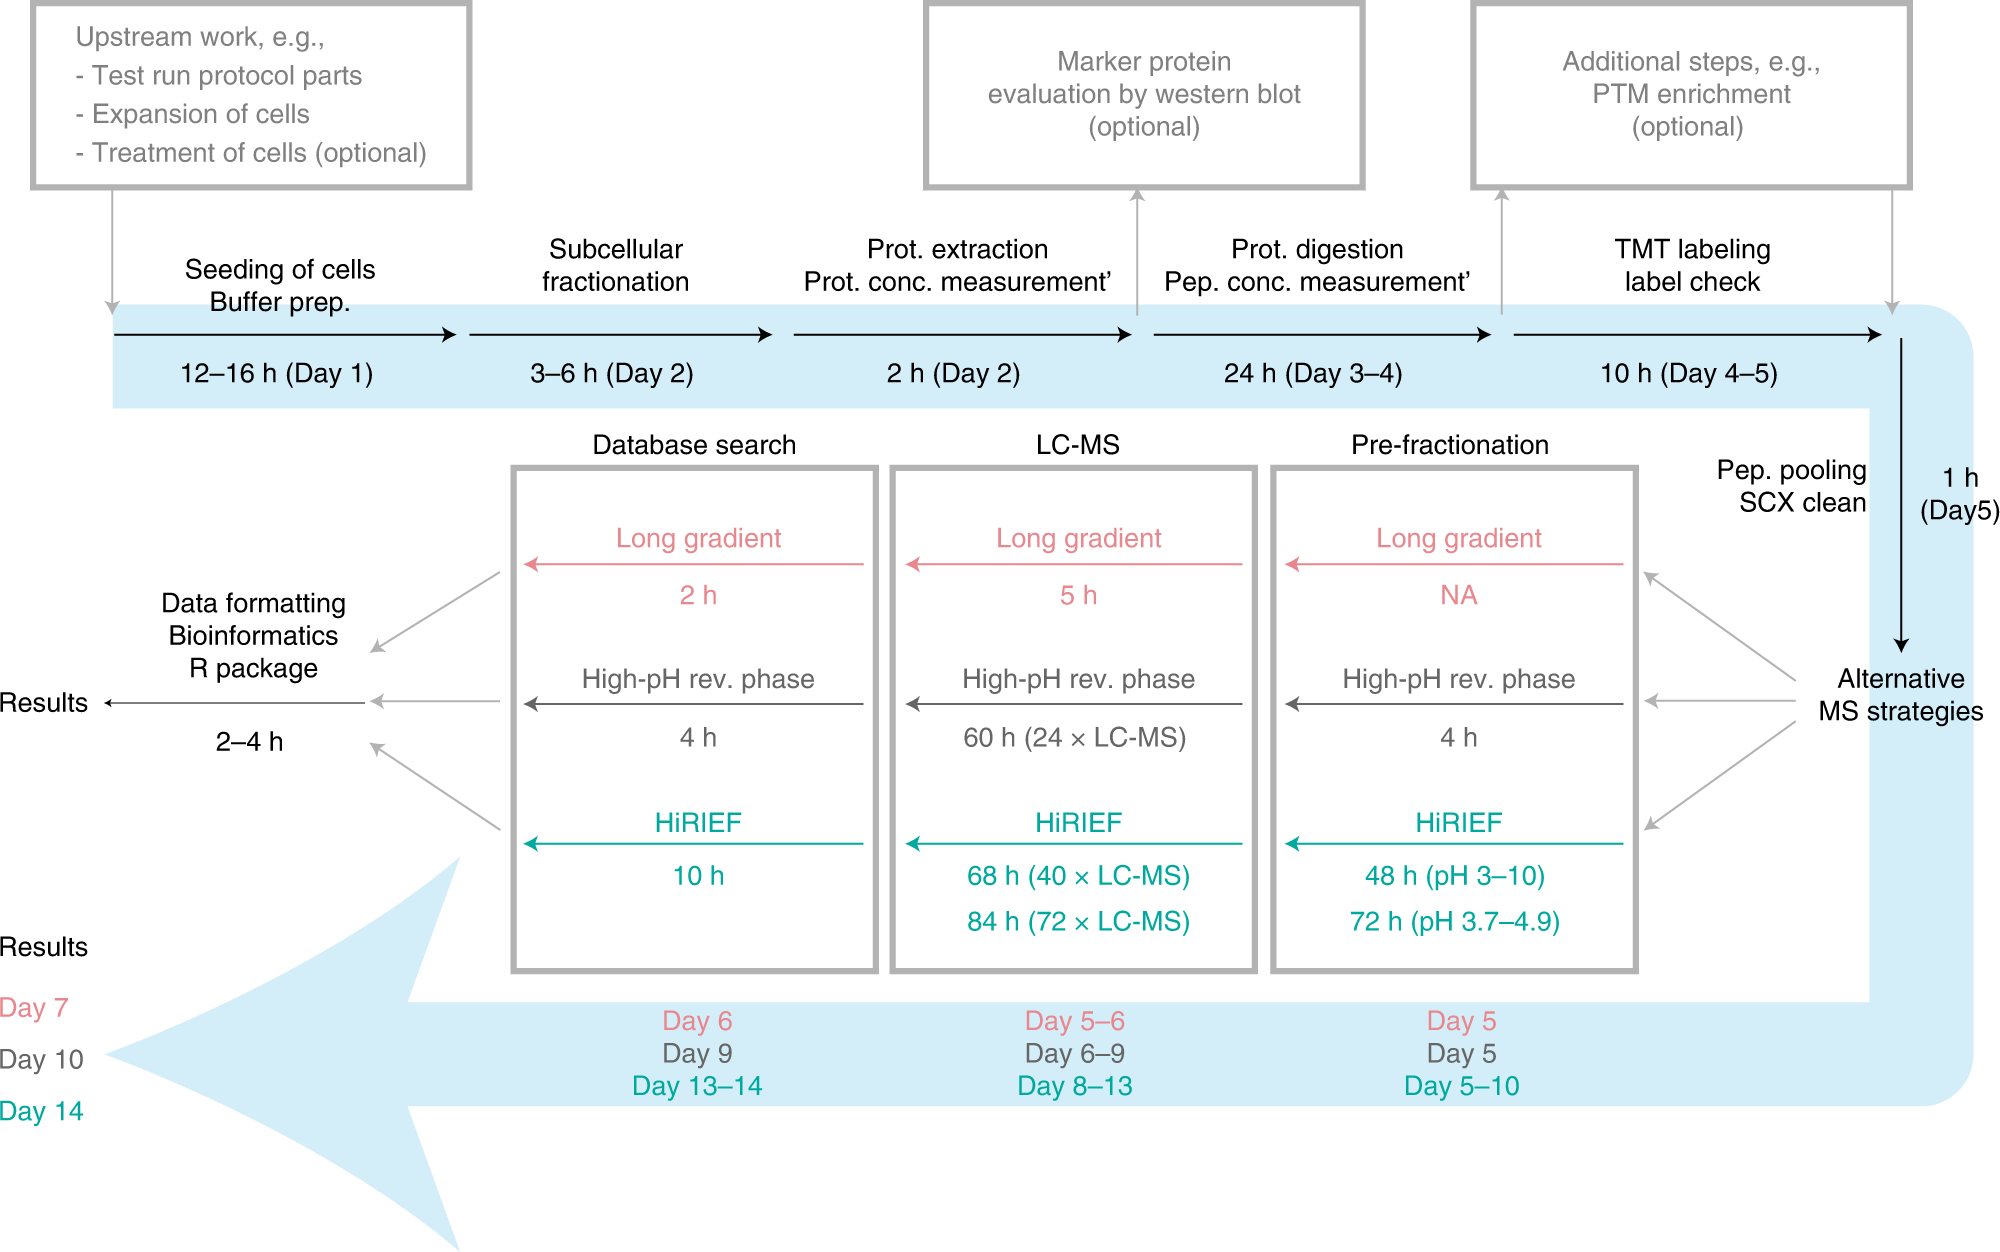 Upstream work, e.g.,
- Test run protocol parts
- Expansion of cells
- Treatment of cells (optional)
Marker protein
evaluation by western blot
(optional)
Additional steps, e.g.,
PTM enrichment
(optional)
Seeding of cells
Buffer prep.
12–16 h (Day 1)
Subcellular
fractionation
3–6 h (Day 2)
Prot. extraction
Prot. conc. measurement’
2 h (Day 2)
Prot. digestion
Pep. conc. measurement’
24 h (Day 3–4)
TMT labeling
label check
10 h (Day 4–5)
Pep. pooling
SCX clean
1 h
(Day5)
Alternative
MS strategies
Pre-fractionation
Long gradient
NA
High-pH rev. phase
4 h
HiRIEF
48 h (pH 3–10)
72 h (pH 3.7–4.9)
LC-MS
Long gradient
5 h
High-pH rev. phase
60 h (24 × LC-MS)
HiRIEF
68 h (40 × LC-MS)
84 h (72 × LC-MS)
Database search
Long gradient
2 h
High-pH rev. phase
4 h
HiRIEF
10 h
Data formatting
Bioinformatics
R package
2–4 h
Results
Day 5
Day 5
Day 5–10
Day 5–6
Day 6–9
Day 8–13
Day 6
Day 9
Day 13–14
Results
Day 7
Day 10
Day 14